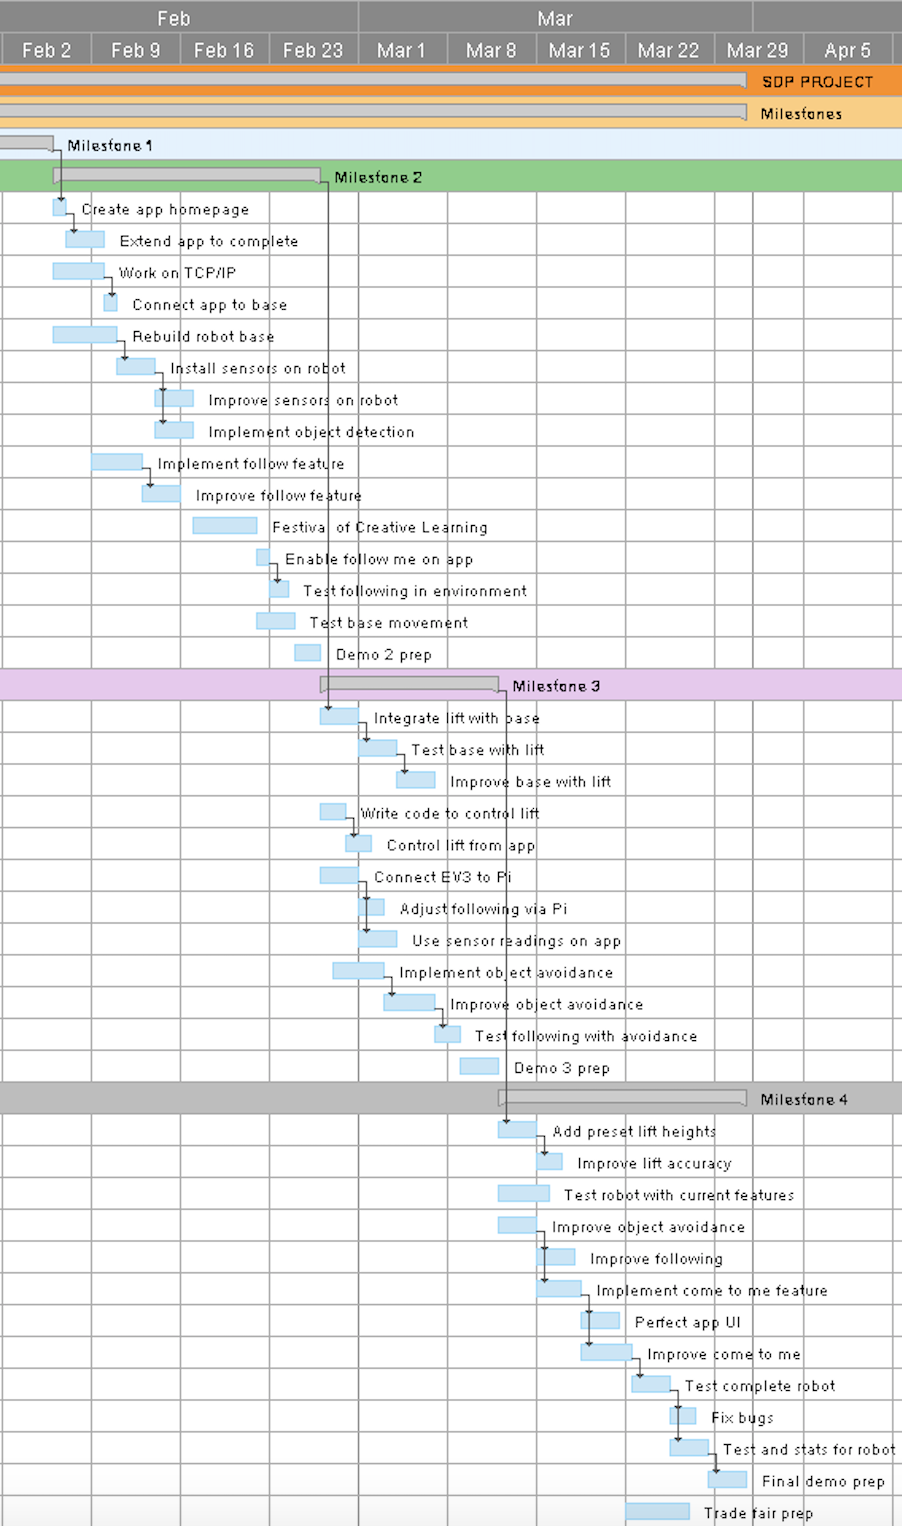 Feb Mar
Feb 2 Feb 9 Feb 16 Feb 23 Mar 1 Mar 8 Mar 15 Mar 22 Mar 29 Apr 5
SDP PROJECT
Milestones
Milestone 1
Milestone 2
Create app homepage
Extend app to complete
Work on TCP/IP
Connect app to base
Rebuild robot base
Install sensors on robot
Improve sensors on robot
Implement object detection
Implement follow feature
Improve follow feature
Festival of Creative Learning
Enable follow me on app
Test following in environment
Test base movement
Demo 2 prep
Milestone 3
Integrate lift with base
Test base with lift
Improve base with lift
Write code to control lift
Control lift from app
Connect EV3 to Pi
Adjust following via Pi
Use sensor readings on app
Implement object avoidance
Improve object avoidance
Test following with avoidance
Demo 3 prep
Milestone 4
Add preset lift heights
Improve lift accuracy
Test robot with current features
Improve object avoidance
Improve following
Implement come to me feature
Perfect app UI
Improve come to me
Test complete robot
Fix bugs
Test and stats for robot
Final demo prep
Trade fair prep